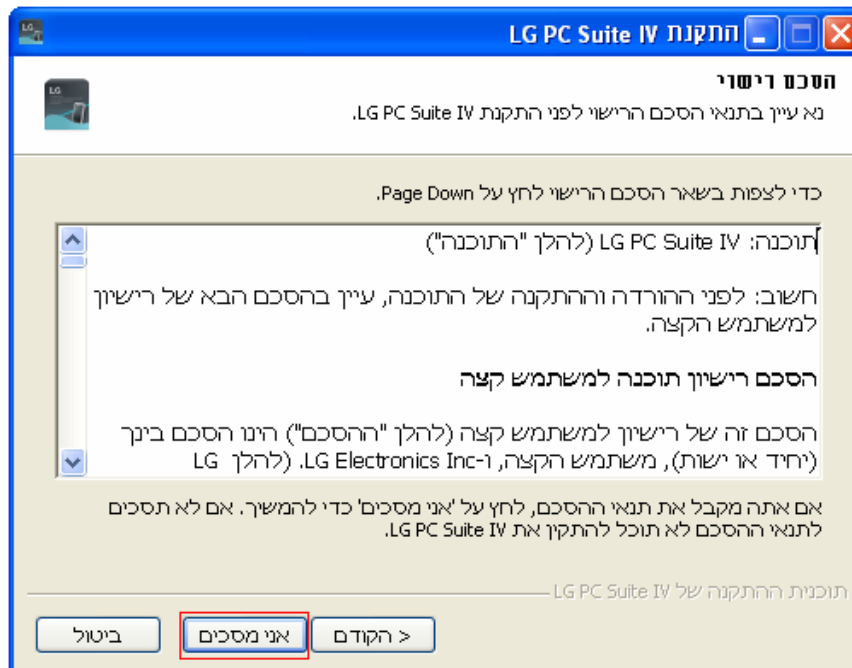 התקנת LG PC Suite IV
הסכם רישוי
נא עיין בתנאי הסכם הרישוי לפני התקנת LG PC Suite IV.
LG
כדי לצפות בשאר הסכם הרישוי לחץ על Page Down.
תוכנה: LG PC Suite IV (להלן "התוכנה")
חשוב: לפני ההורדה וההתקנה של התוכנה, עיין בהסכם הבא של רישיון
למשתמש הקצה.
הסכם רישיון תוכנה למשתמש קצה
הסכם זה של רישיון למשתמש קצה (להלן "ההסכם") הינו הסכם בינך
(יחיד או ישות), משתמש הקצה, ו-LG Electronics Inc. (להלן LG
אם אתה מקבל את תנאי ההסכם, לחץ על 'אני מסכים' כדי להמשיך. אם לא תסכים
לתנאי ההסכם לא תוכל להתקין את LG PC Suite IV.
תוכנית ההתקנה של LG PC Suite IV
< הקודם
אני מסכים
ביטול